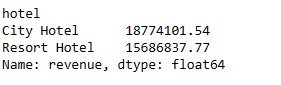 hotel
City Hotel      18774101.54
Resort Hotel    15686837.77
Name: revenue, dtype: float64